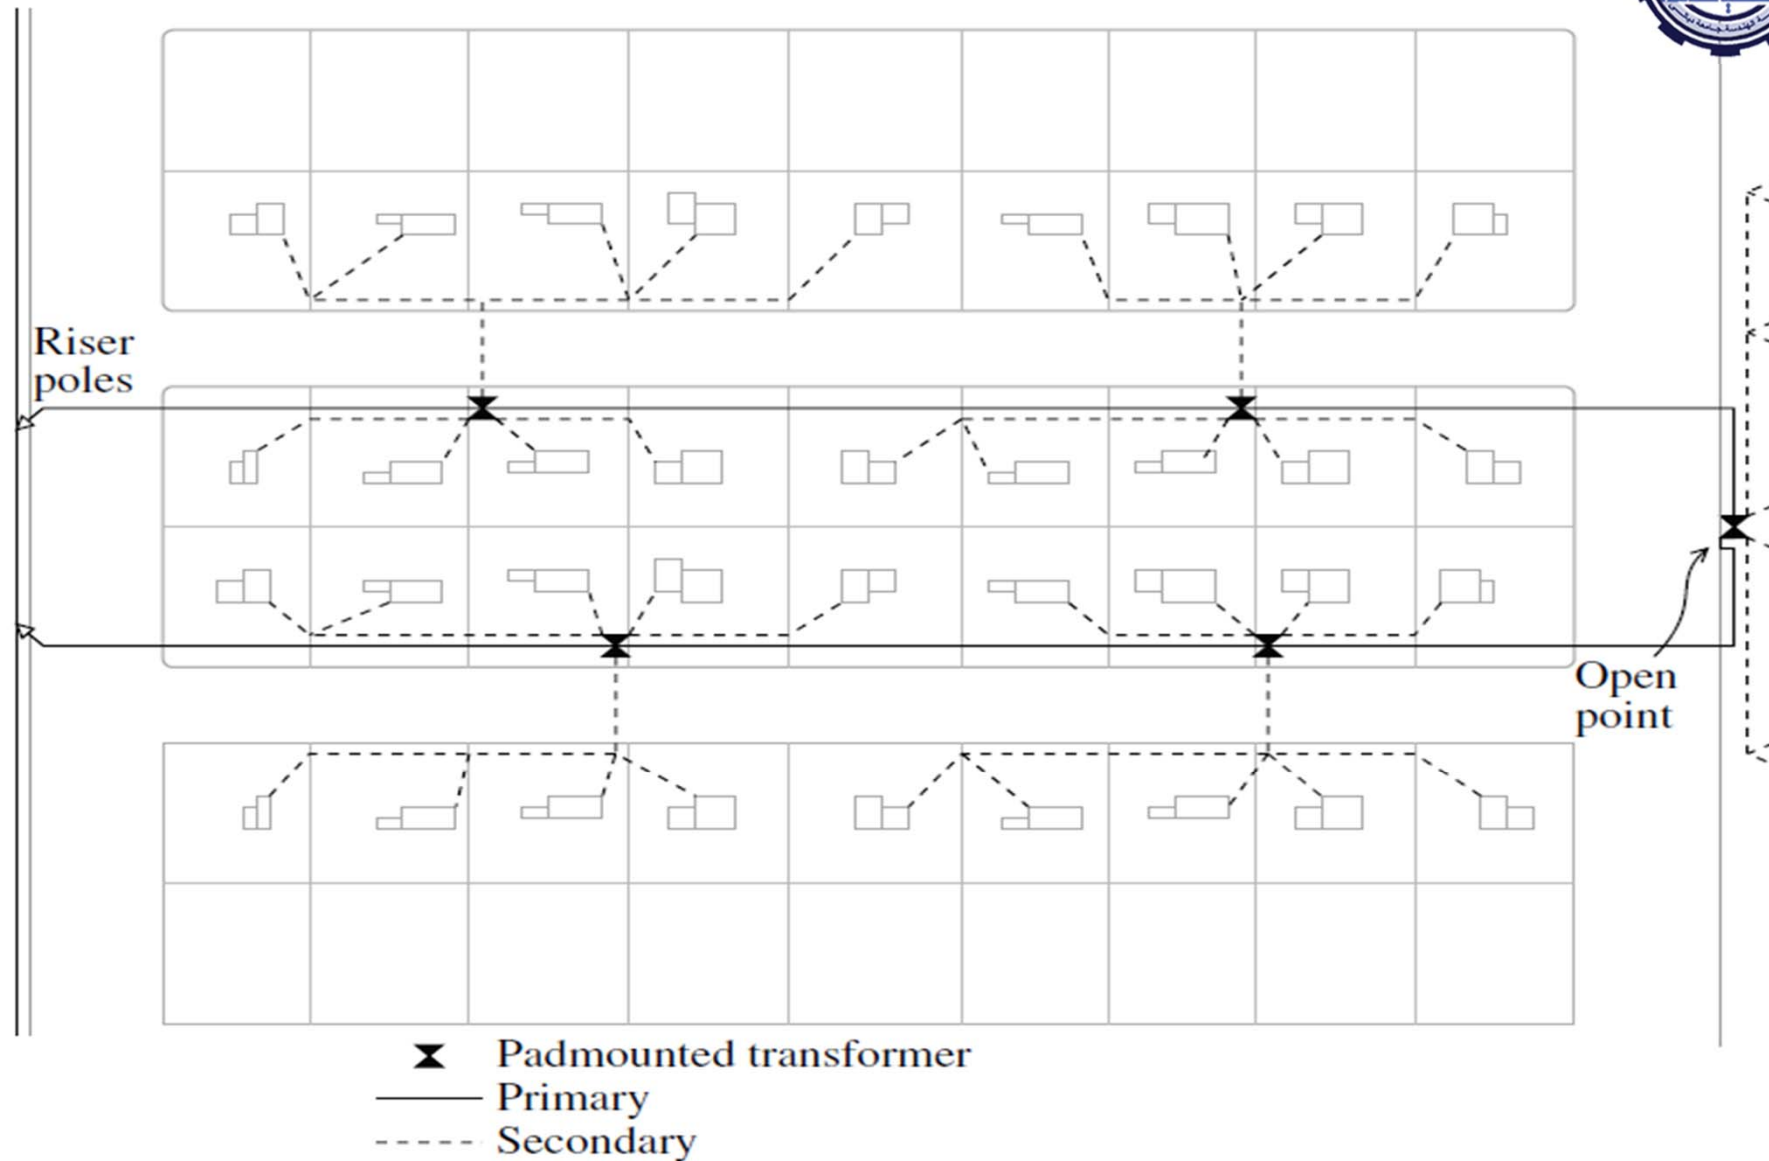 Riser
poles
Open
point
Padmounted transformer
Primary
Secondary